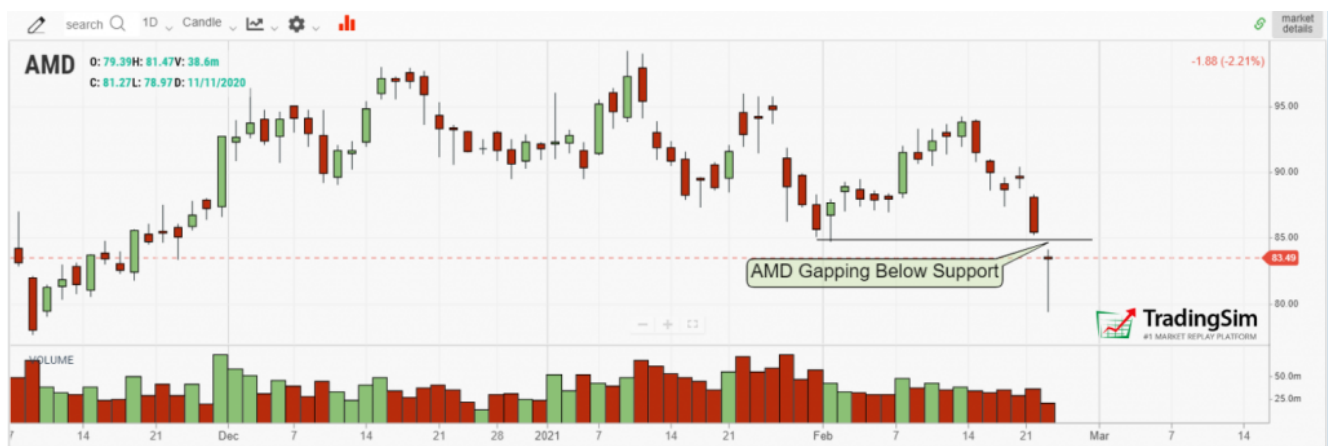 search 1D Candle market details
AMD O: 79.39H: 81.47V: 38.6m
C: 81.27L: 78.97D: 11/11/2020
-1.88 (-2.21%)
95.00
90.00
85.00
83.49
AMD Gapping Below Support
80.00
TradingSim
#1 MARKET REPLAY PLATFORM
VOLUME
50.0m
25.0m
7 14 21 Dec 7 14 21 28 2021 7 14 21 Feb 7 14 21 Mar 7 14